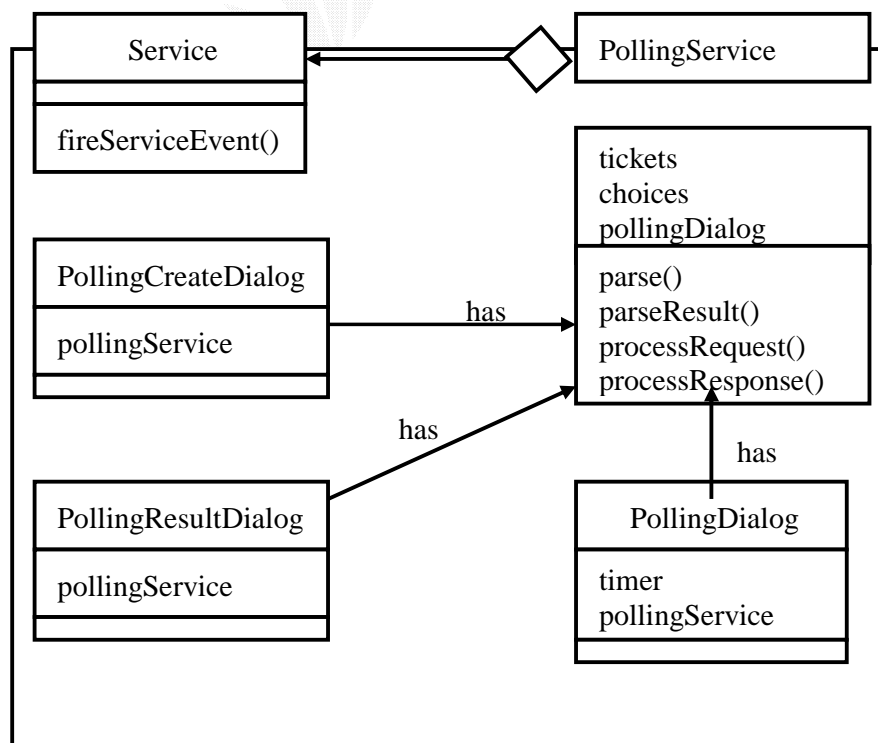 Service
fireServiceEvent()
PollingService
tickets
choices
pollingDialog
parse()
parseResult()
processRequest()
processResponse()
PollingCreateDialog
pollingService
has
has
has
PollingResultDialog
pollingService
PollingDialog
timer
pollingService